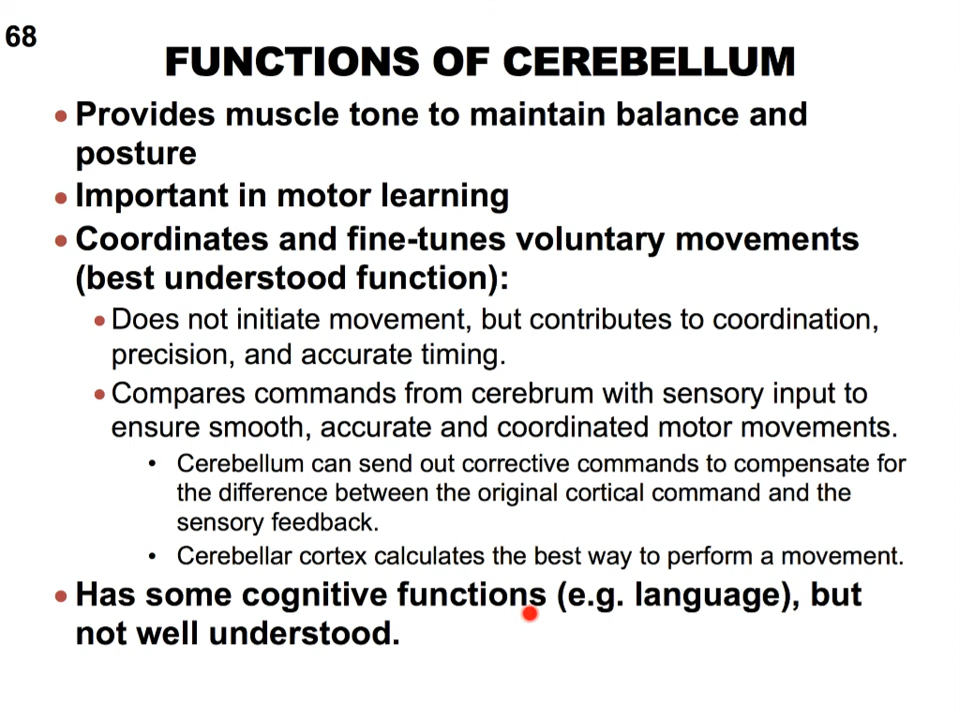 68
FUNCTIONS OF CEREBELLUM
• Provides muscle tone to maintain balance and
posture
• Important in motor learning
• Coordinates and fine-tunes voluntary movements
(best understood function):
• Does not initiate movement, but contributes to coordination,
precision, and accurate timing.
• Compares commands from cerebrum with sensory input to
ensure smooth, accurate and coordinated motor movements.
• Cerebellum can send out corrective commands to compensate for
the difference between the original cortical command and the
sensory feedback.
• Cerebellar cortex calculates the best way to perform a movement.
• Has some cognitive functions (e.g. language), but
not well understood.